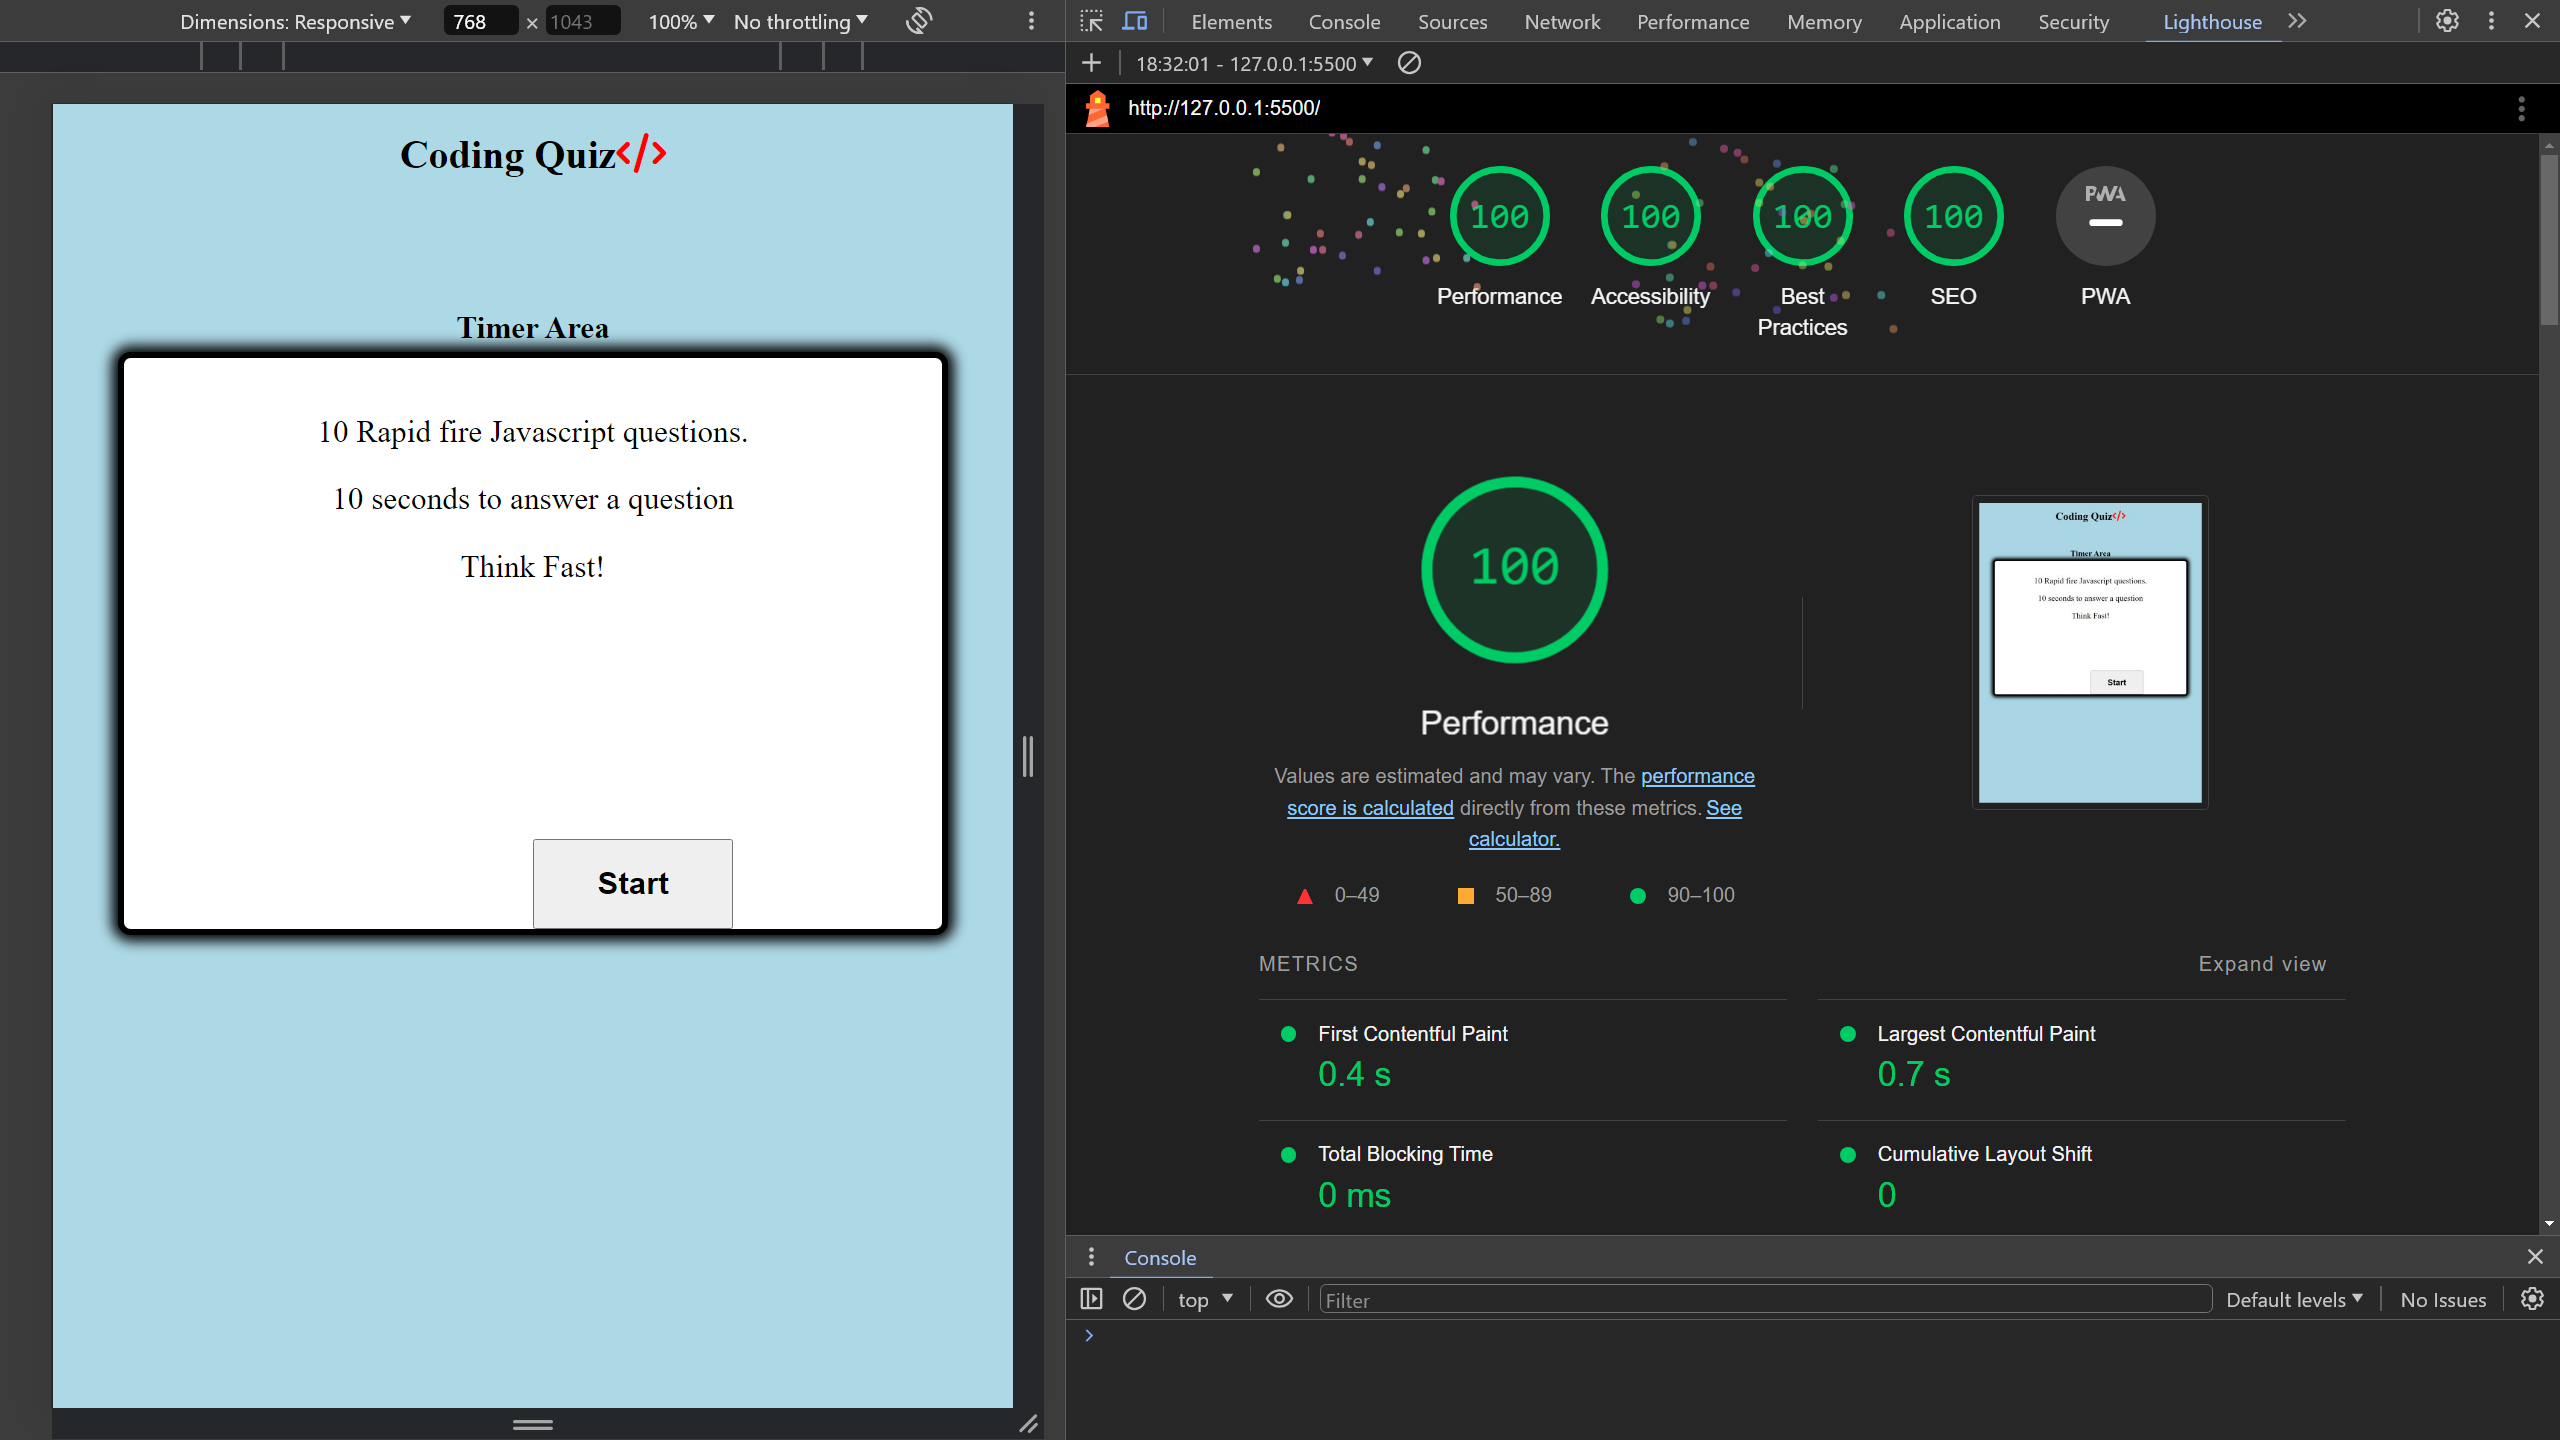 Dimensions: Responsive 768 × 1043 100% No throttling
Coding Quiz</>
Timer Area
10 Rapid fire Javascript questions.
10 seconds to answer a question
Think Fast!
Start
Elements Console Sources Network Performance Memory Application Security Lighthouse
18:32:01 - 127.0.0.1:5500
http://127.0.0.1:5500/
100 100 100 100 PWA
Performance Accessibility Best Practices SEO PWA
100
Performance
Values are estimated and may vary. The performance
score is calculated directly from these metrics. See
calculator.
0–49 50–89 90–100
Coding Quiz</>
Timer Area
10 Rapid fire Javascript questions.
10 seconds to answer a question
Think Fast!
Start
METRICS Expand view
First Contentful Paint
0.4 s
Largest Contentful Paint
0.7 s
Total Blocking Time
0 ms
Cumulative Layout Shift
0
Console
top Filter Default levels No Issues